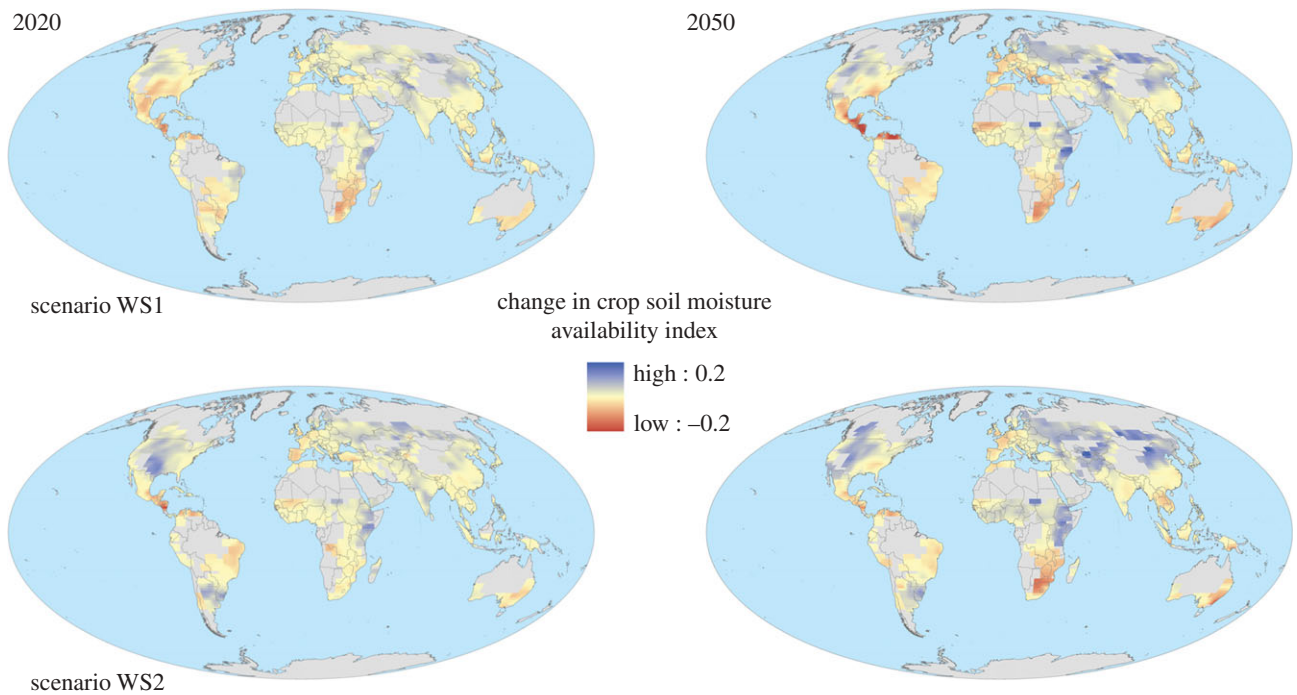 2020
2050
scenario WS1
change in crop soil moisture
availability index
high : 0.2
low : –0.2
scenario WS2